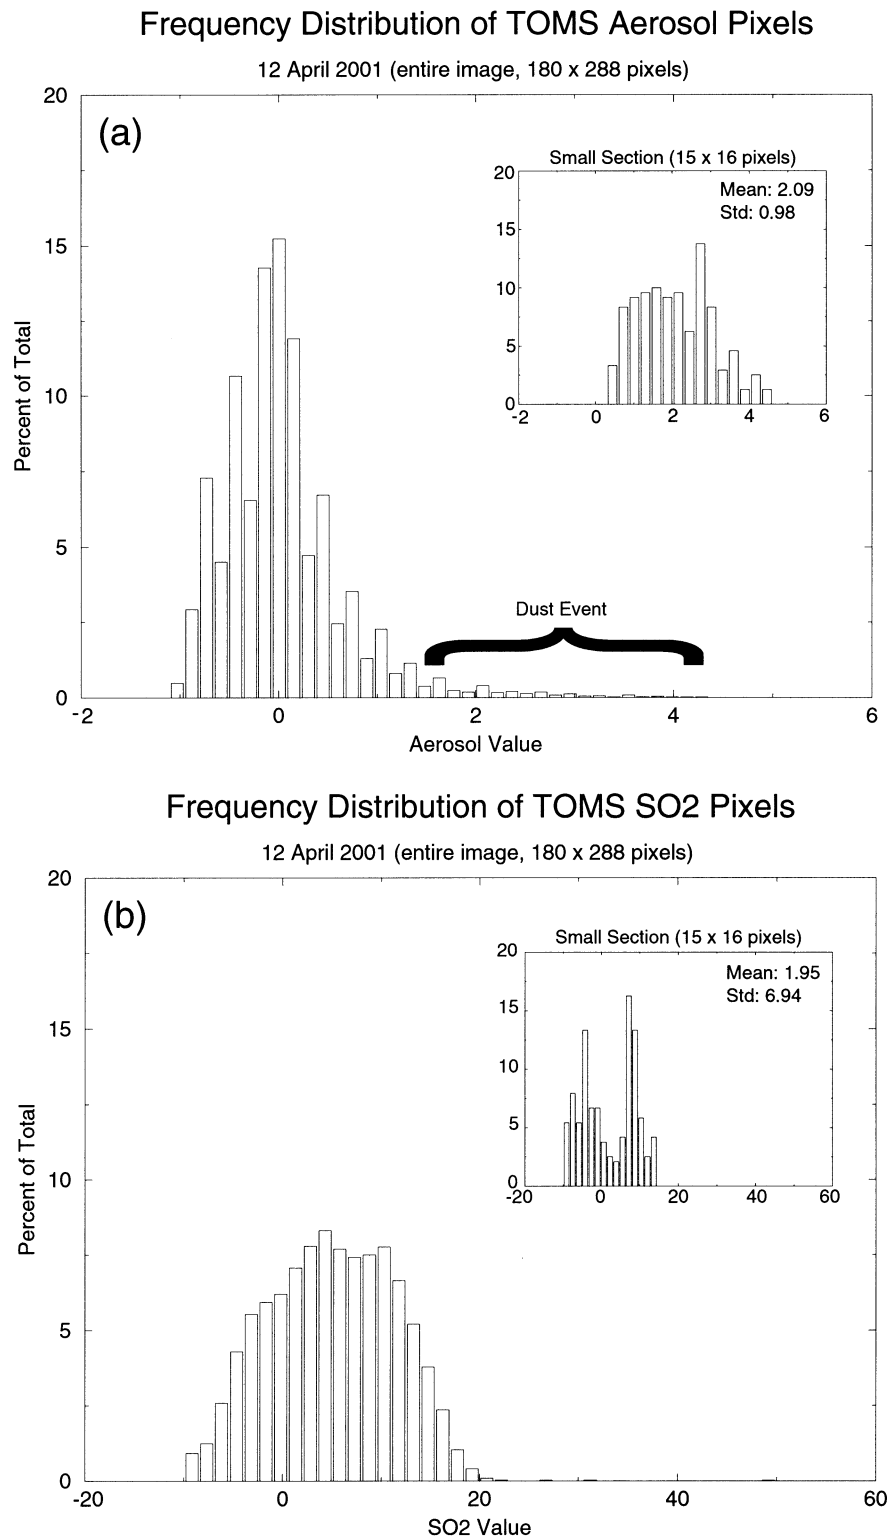 Frequency Distribution of TOMS Aerosol Pixels
12 April 2001 (entire image, 180 x 288 pixels)
(a)
20
15
10
5
0
Percent of Total
Small Section (15 x 16 pixels)
Mean: 2.09
Std: 0.98
20
15
10
5
0
-2 0 2 4 6
Dust Event
-2 0 2 4 6
Aerosol Value
Frequency Distribution of TOMS SO2 Pixels
12 April 2001 (entire image, 180 x 288 pixels)
(b)
20
15
10
5
0
Percent of Total
Small Section (15 x 16 pixels)
Mean: 1.95
Std: 6.94
20
15
10
5
0
-20 0 20 40 60
-20 0 20 40 60
SO2 Value